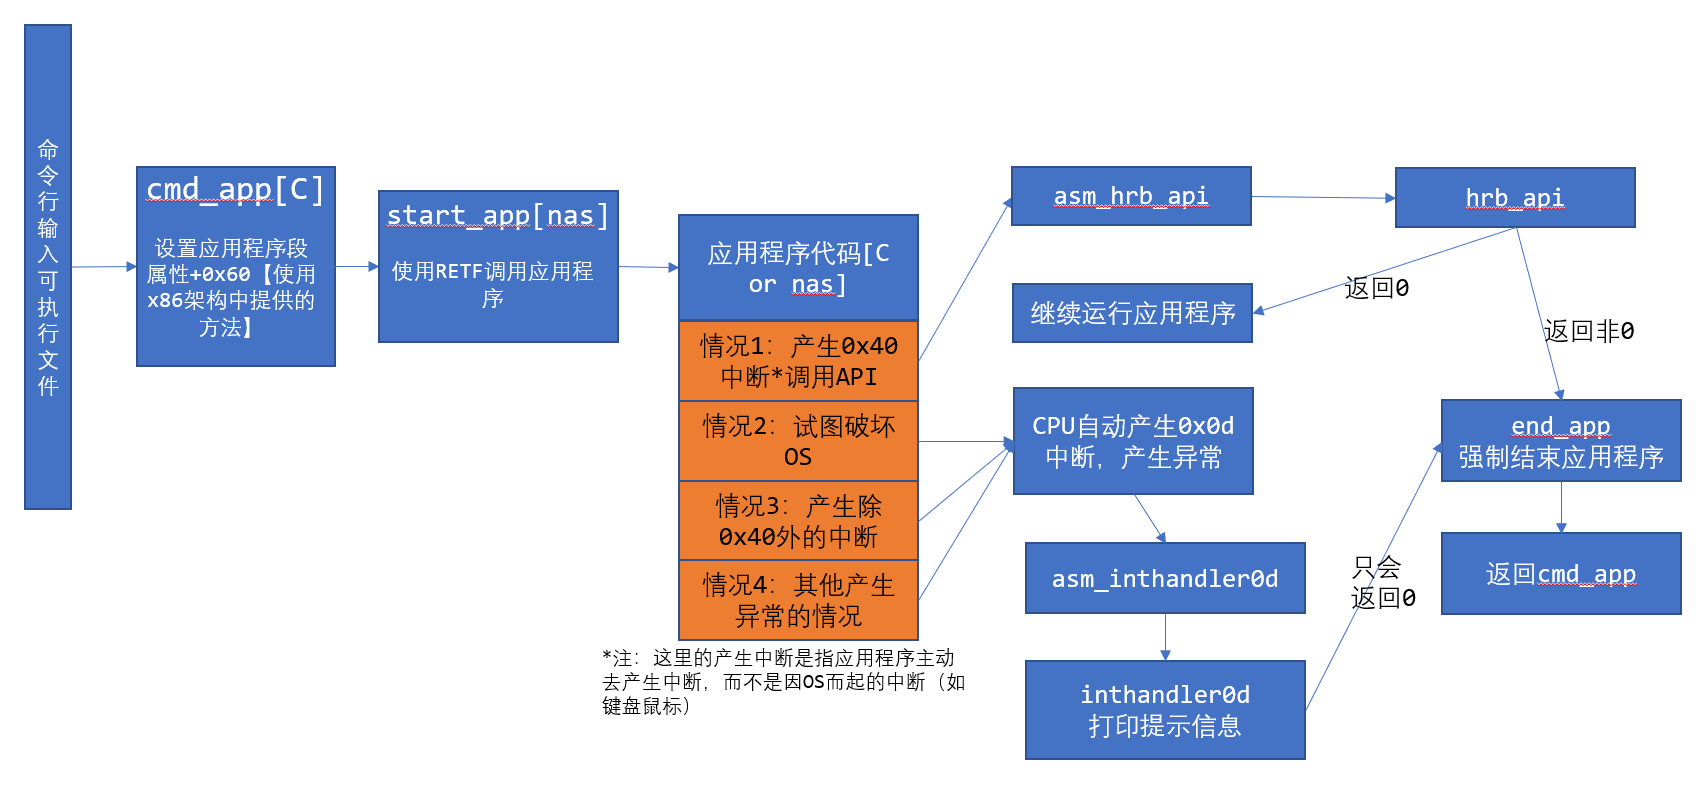 命令行输入可执行文件
cmd_app[C]
设置应用程序段
属性+0x60【使用
x86架构中提供的
方法】
start_app[nas]
使用RETF调用应用程
序
应用程序代码[C
or nas]
情况1：产生0x40
中断*调用API
情况2：试图破坏
OS
情况3：产生除
0x40外的中断
情况4：其他产生
异常的情况
*注：这里的产生中断是指应用程序主动
去产生中断，而不是因OS而起的中断（如
键盘鼠标）
asm_hrb_api
hrb_api
返回0
继续运行应用程序
返回非0
CPU自动产生0x0d
中断，产生异常
asm_inthandler0d
inthandler0d
打印提示信息
只会
返回0
end_app
强制结束应用程序
返回cmd_app